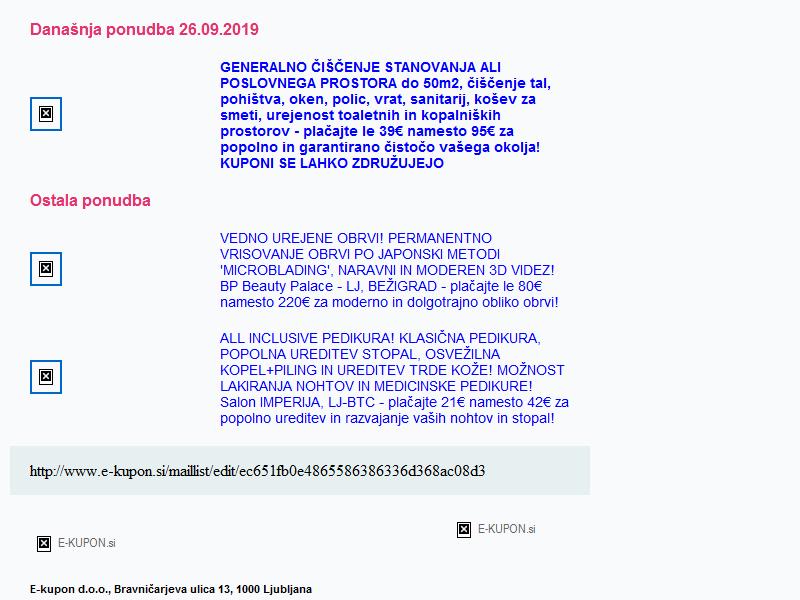 Današnja ponudba 26.09.2019
GENERALNO ČIŠČENJE STANOVANJA ALI
POSLOVNEGA PROSTORA do 50m2, čiščenje tal,
pohištva, oken, polic, vrat, sanitarij, košev za
smeti, urejenost toaletnih in kopalniških
prostorov - plačajte le 39€ namesto 95€ za
popolno in garantirano čistočo vašega okolja!
KUPONI SE LAHKO ZDRUŽUJEJO
Ostala ponudba
VEDNO UREJENE OBRVI! PERMANENTNO
VRISOVANJE OBRVI PO JAPONSKI METODI
'MICROBLADING', NARAVNI IN MODEREN 3D VIDEZ!
BP Beauty Palace - LJ, BEŽIGRAD - plačajte le 80€
namesto 220€ za moderno in dolgotrajno obliko obrvi!
ALL INCLUSIVE PEDIKURA! KLASIČNA PEDIKURA,
POPOLNA UREDITEV STOPAL, OSVEŽILNA
KOPEL+PILING IN UREDITEV TRDE KOŽE! MOŽNOST
LAKIRANJA NOHTOV IN MEDICINSKE PEDIKURE!
Salon IMPERIJA, LJ-BTC - plačajte 21€ namesto 42€ za
popolno ureditev in razvajanje vaših nohtov in stopal!
http://www.e-kupon.si/maillist/edit/ec651fb0e4865586386336d368ac08d3
E-KUPON.si
E-KUPON.si
E-kupon d.o.o., Bravničarjeva ulica 13, 1000 Ljubljana